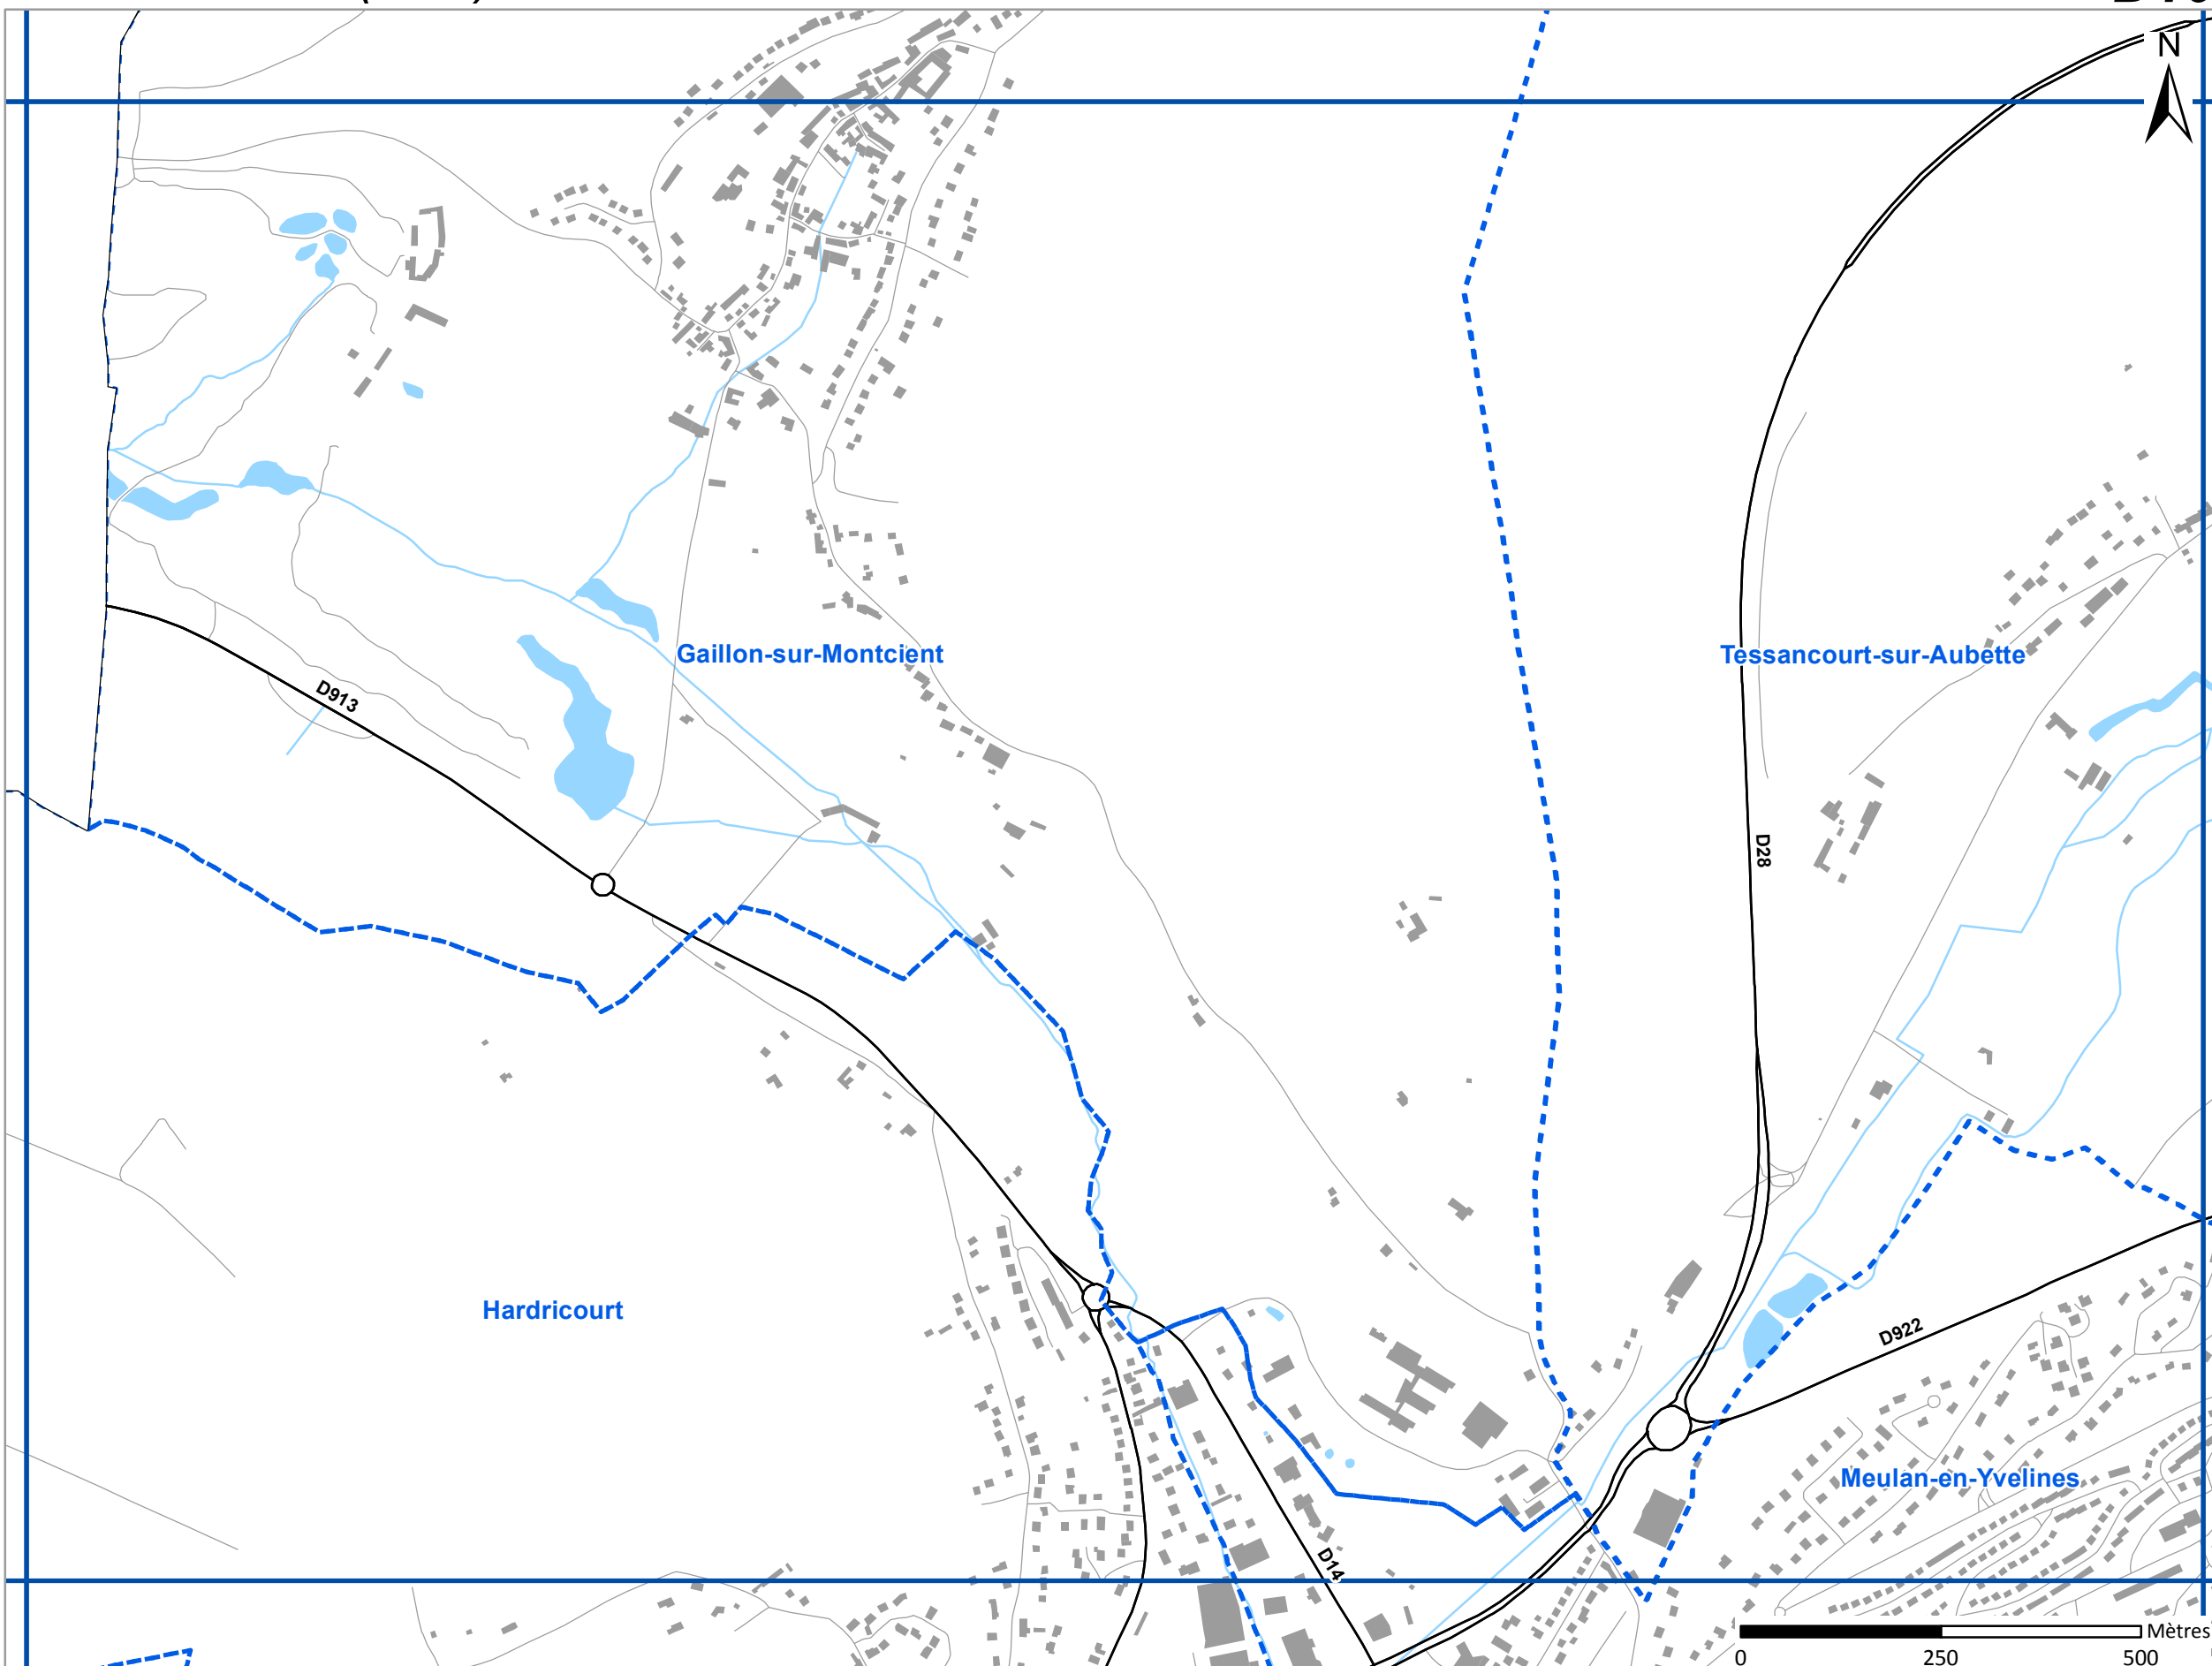 N
Gaillon-sur-Montcient
Tessancourt-sur-Aubette
D913
D28
Hardricourt
D922
Meulan-en-Yvelines
D14
Mètres
0 250 500